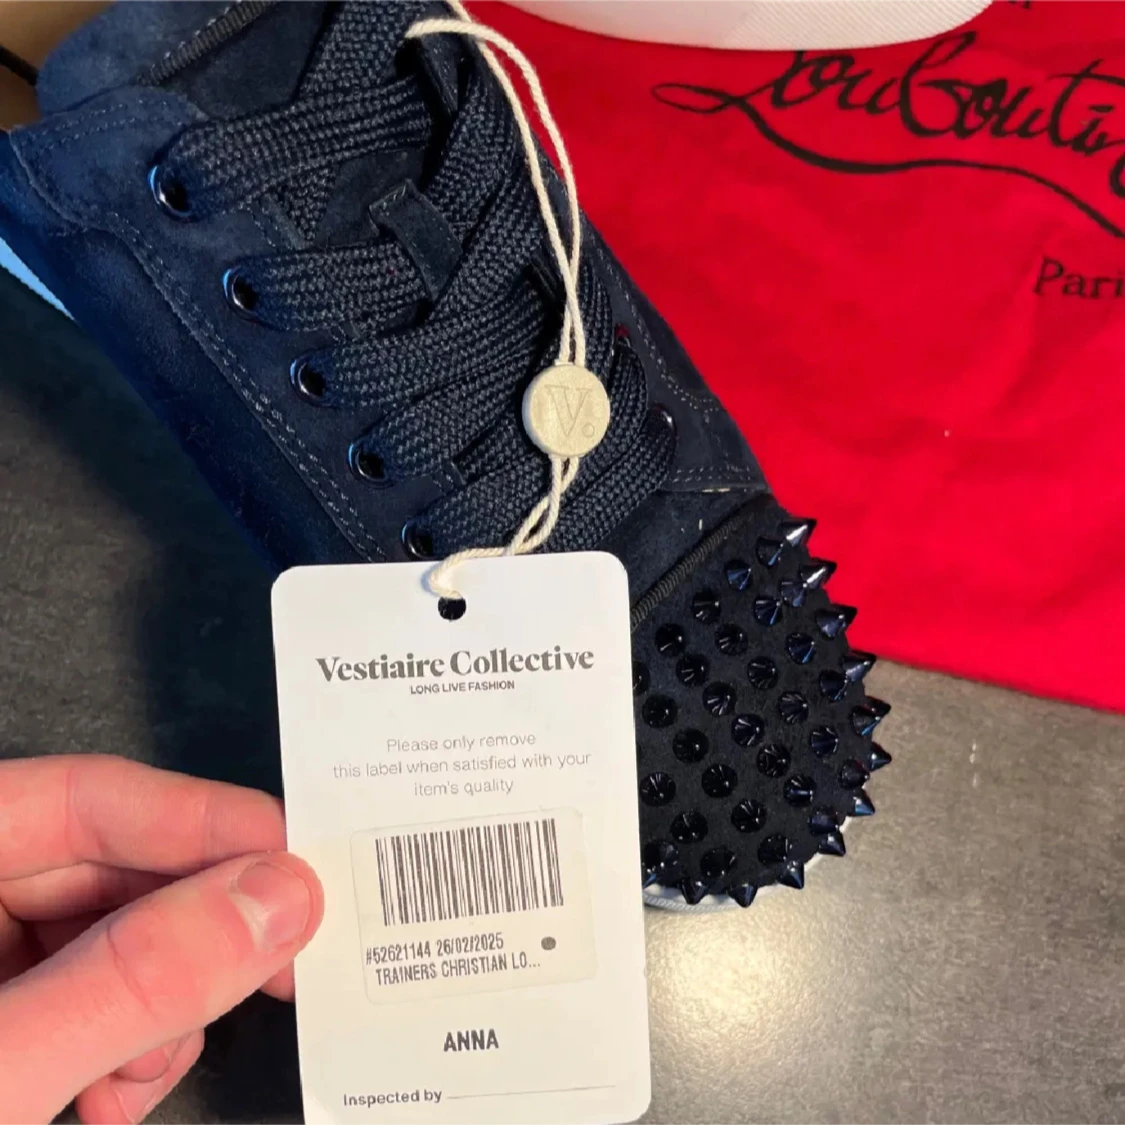 Louboutin
Paris
V.
Vestiaire Collective
LONG LIVE FASHION
Please only remove
this label when satisfied with your
item's quality
#52621144 26/02/2025
TRAINERS CHRISTIAN LO...
ANNA
Inspected by